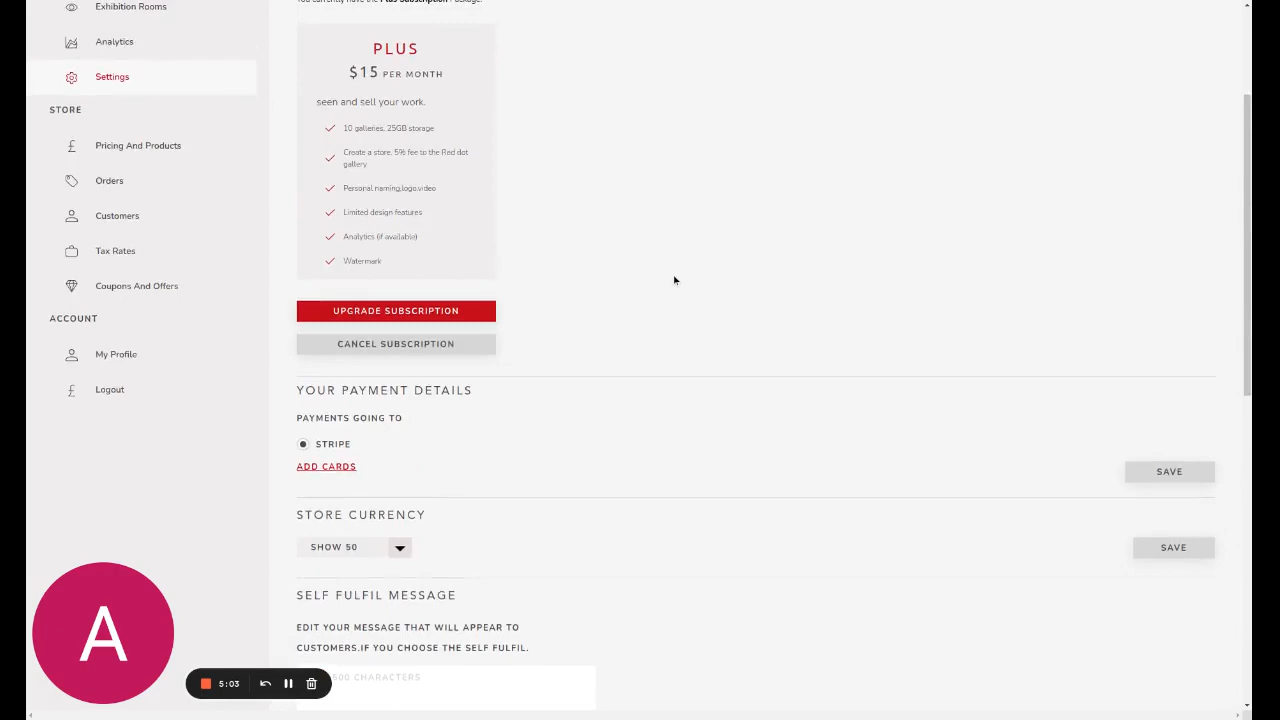 Exhibition Rooms
Analytics
Settings
STORE
Pricing And Products
Orders
Customers
Tax Rates
Coupons And Offers
ACCOUNT
My Profile
Logout
PLUS
$15 PER MONTH
seen and sell your work.
10 galleries, 25GB storage
Create a store, 5% fee to the Red dot
gallery
Personal naming,logo,video
Limited design features
Analytics (if available)
Watermark
UPGRADE SUBSCRIPTION
CANCEL SUBSCRIPTION
YOUR PAYMENT DETAILS
PAYMENTS GOING TO
STRIPE
ADD CARDS
SAVE
STORE CURRENCY
SHOW 50
SAVE
SELF FULFIL MESSAGE
EDIT YOUR MESSAGE THAT WILL APPEAR TO
CUSTOMERS.IF YOU CHOOSE THE SELF FULFIL.
500 CHARACTERS
A
5:03